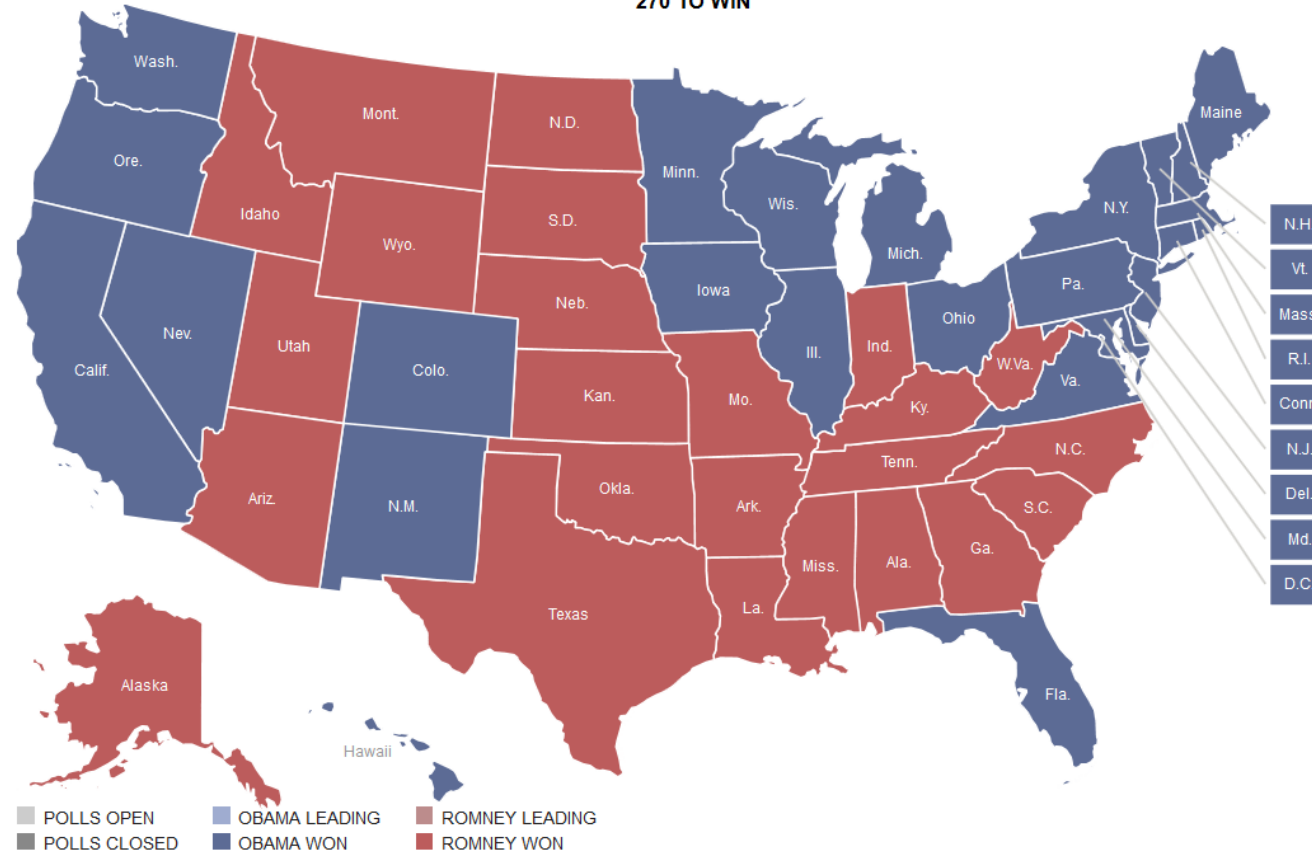 270 TO WIN
Wash.
Mont.
N.D.
Maine
Ore.
Minn.
Idaho
Wis.
N.Y.
S.D.
N.H
Wyo.
Mich.
Vt.
Pa.
Iowa
Neb.
Mass
Ohio
Nev.
Utah
Ind.
Ill.
R.I.
W.Va.
Calif.
Colo.
Va.
Kan.
Mo.
Ky.
Conn
N.C.
N.J.
Tenn.
Okla.
Del.
Ariz.
N.M.
Ark.
S.C.
Md.
Ga.
Miss.
Ala.
D.C
La.
Texas
Alaska
Fla.
Hawaii
POLLS OPEN OBAMA LEADING ROMNEY LEADING
POLLS CLOSED OBAMA WON ROMNEY WON